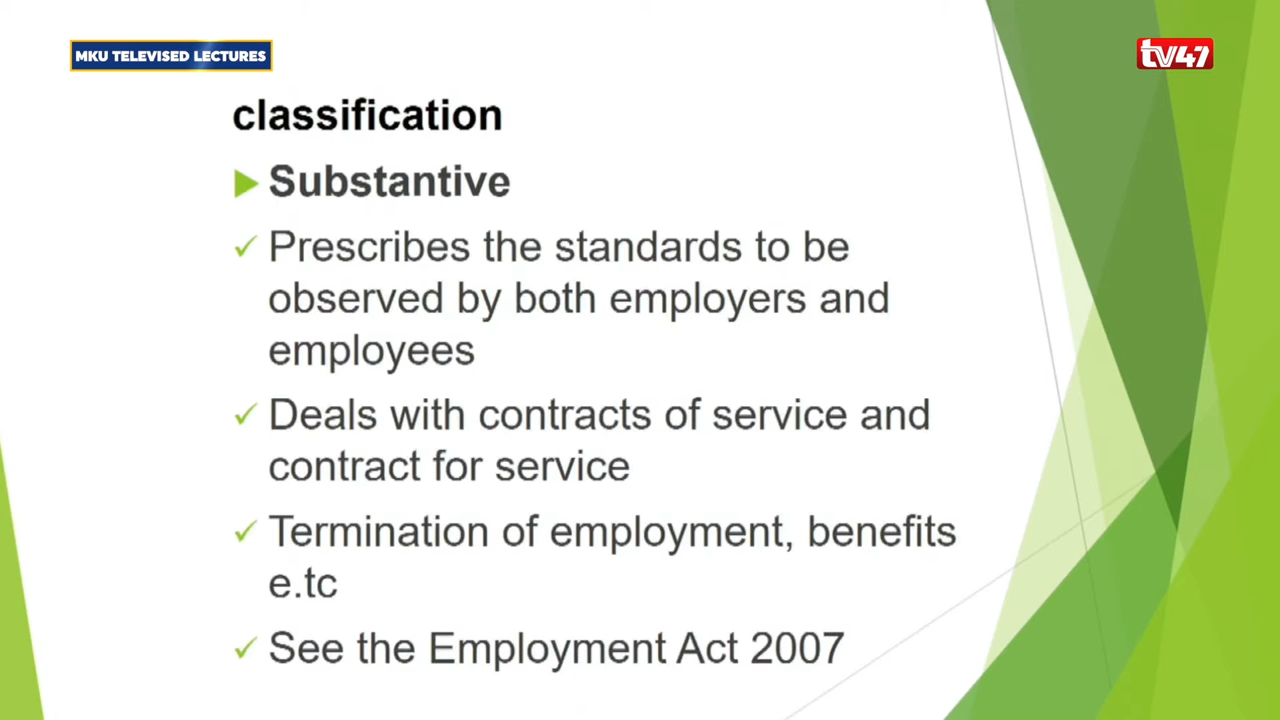 MKU TELEVISED LECTURES
tv47
classification
Substantive
Prescribes the standards to be
observed by both employers and
employees
Deals with contracts of service and
contract for service
Termination of employment, benefits
e.tc
See the Employment Act 2007